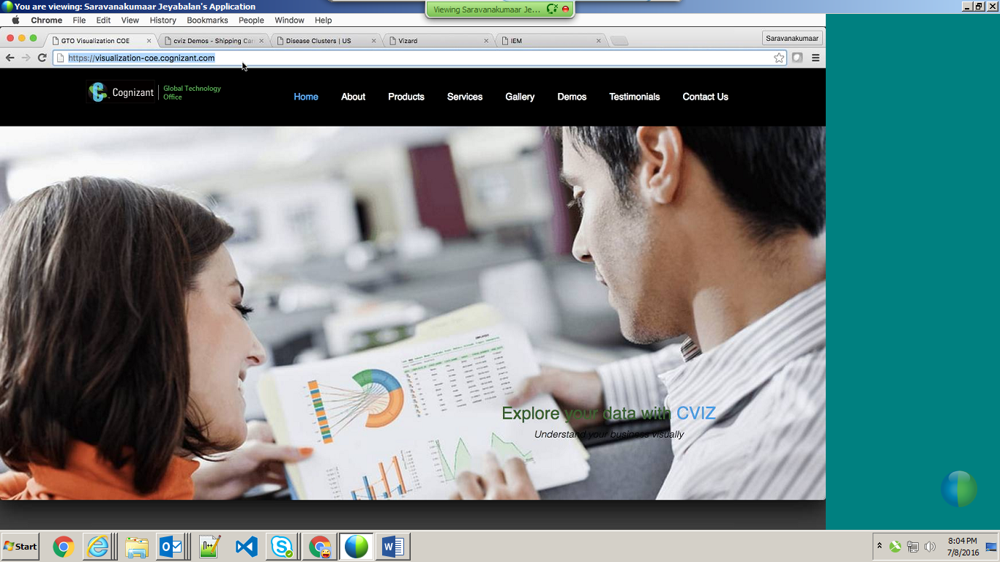 You are viewing: Saravanakumaar Jeyabalan's Application
Viewing Saravanakumaar Je...
Chrome File Edit View History Bookmarks People Window Help
GTO Visualization COE
cviz Demos - Shipping Car
Disease Clusters | US
Vizard
IEM
Saravanakumaar
https://visualization-coe.cognizant.com
Cognizant
Global Technology
Office
Home About Products Services Gallery Demos Testimonials Contact Us
Explore your data with CVIZ
Understand your business visually
Start
8:04 PM
7/8/2016